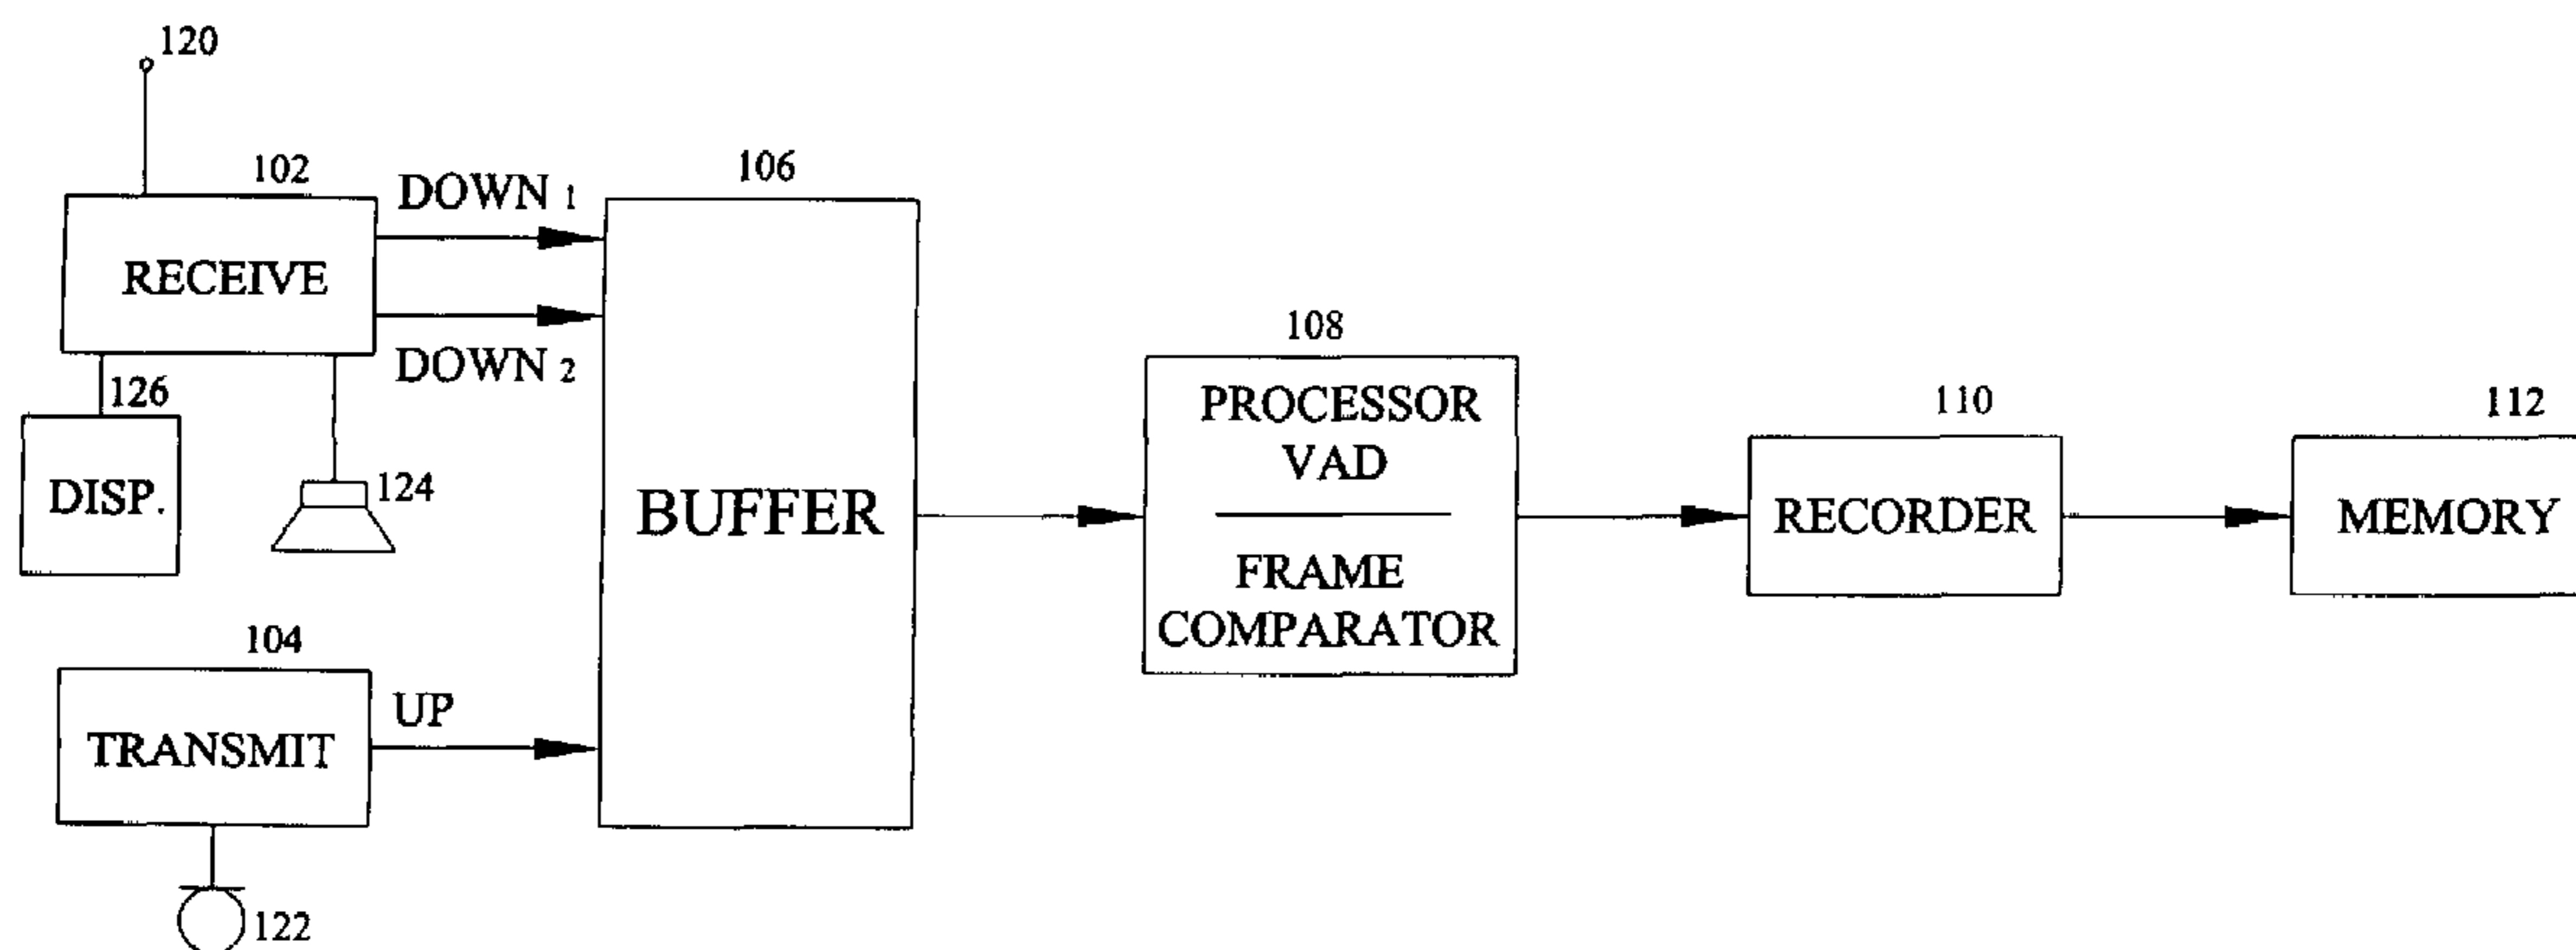 120
102
DOWN 1
106
RECEIVE
DOWN 2
126
DISP.
124
108
PROCESSOR
VAD
FRAME
COMPARATOR
110
112
BUFFER
RECORDER
MEMORY
104
UP
TRANSMIT
122